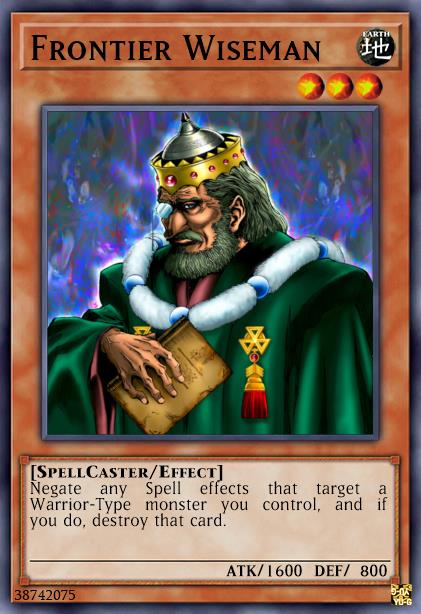 FRONTIER WISEMAN
EARTH
地
[SPELLCASTER/EFFECT]
Negate any Spell effects that target a
Warrior-Type monster you control, and if
you do, destroy that card.
ATK/1600 DEF/ 800
38742075